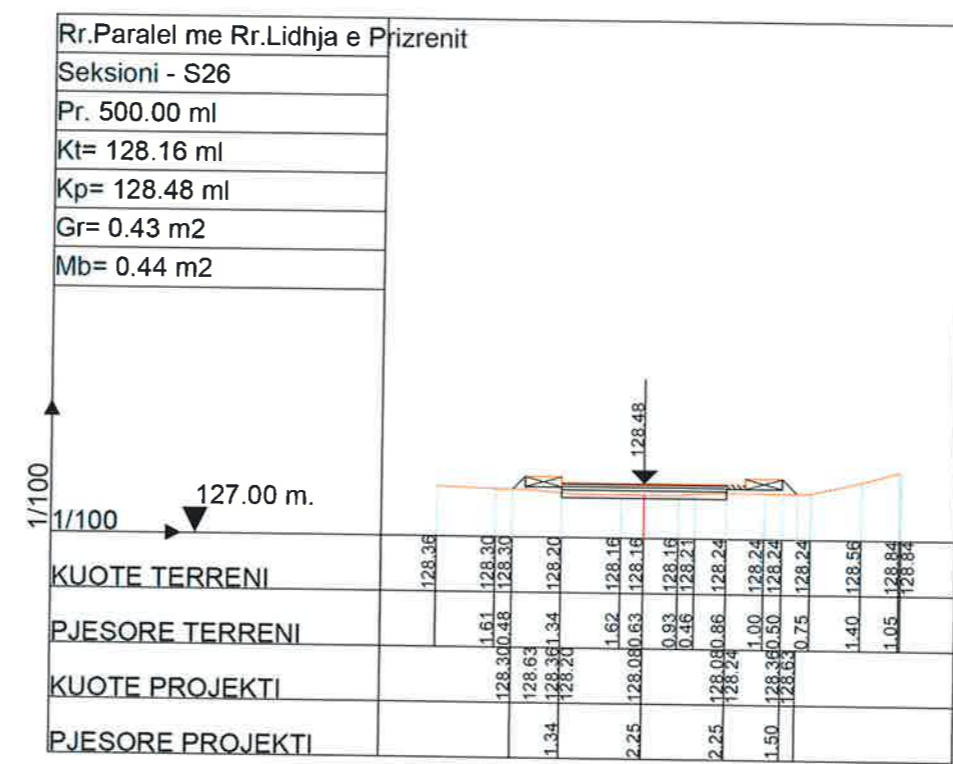 Rr.Paralel me Rr.Lidhja e Prizrenit
Seksioni - S26
Pr. 500.00 ml
Kt= 128.16 ml
Kp= 128.48 ml
Gr= 0.43 m2
Mb= 0.44 m2
128.48
1/100
127.00 m.
1/100
KUOTE TERRENI 128.36 128.30 128.30 128.20 128.16 128.16 128.16 128.21 128.24 128.24 128.24 128.24 128.56 128.84 128.84
PJESORE TERRENI 1.61 0.48 1.34 1.62 0.63 0.93 0.46 0.86 1.00 0.50 0.75 1.40 1.05
KUOTE PROJEKTI 128.30 128.63 128.36 128.20 128.08 128.08 128.24 128.36 128.63
PJESORE PROJEKTI 1.34 2.25 2.25 1.50